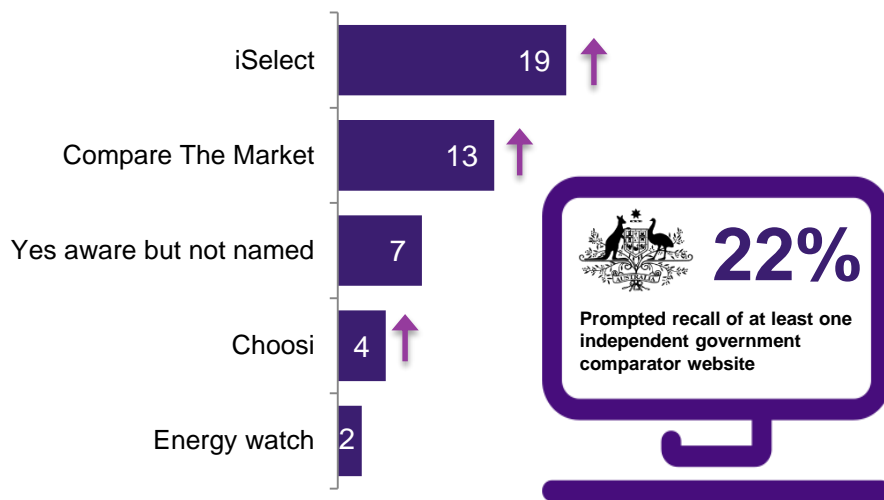 iSelect
19
Compare The Market
13
Yes aware but not named
7
Choosi
4
Energy watch
2
22%
AUSTRALIA
Prompted recall of at least one
independent government
comparator website